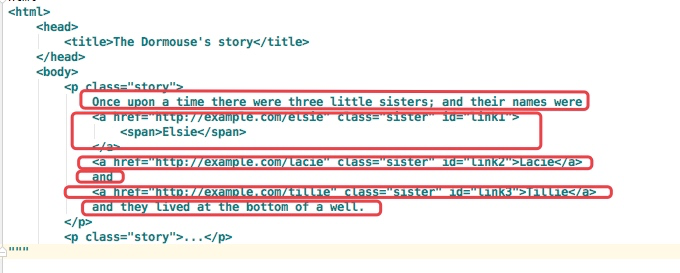 <html>
<head>
<title>The Dormouse's story</title>
</head>
<body>
<p class="story">
Once upon a time there were three little sisters; and their names were
<a href="http://example.com/elsie" class="sister" id="link1">
<span>Elsie</span>
</a>
<a href="http://example.com/lacie" class="sister" id="link2">Lacie</a>
and
<a href="http://example.com/tillie" class="sister" id="link3">Tillie</a>
and they lived at the bottom of a well.
</p>
<p class="story">...</p>
"""